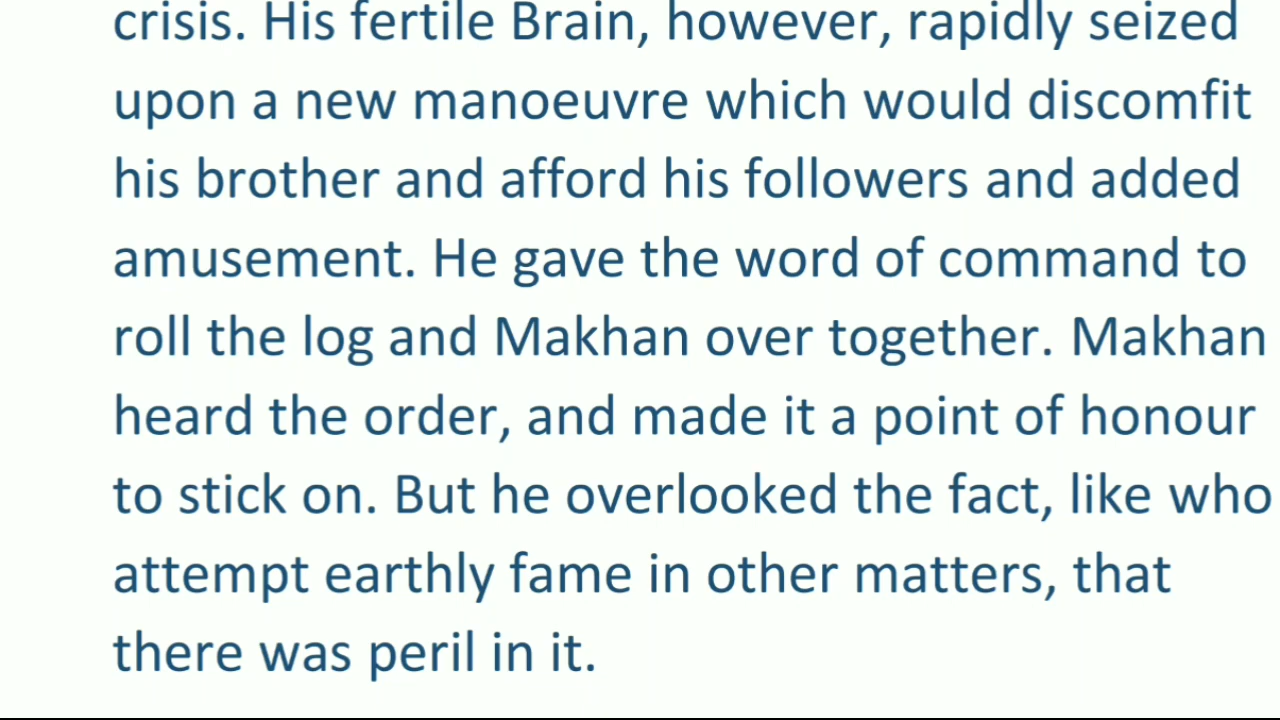 crisis. His fertile Brain, however, rapidly seized
upon a new manoeuvre which would discomfit
his brother and afford his followers and added
amusement. He gave the word of command to
roll the log and Makhan over together. Makhan
heard the order, and made it a point of honour
to stick on. But he overlooked the fact, like who
attempt earthly fame in other matters, that
there was peril in it.